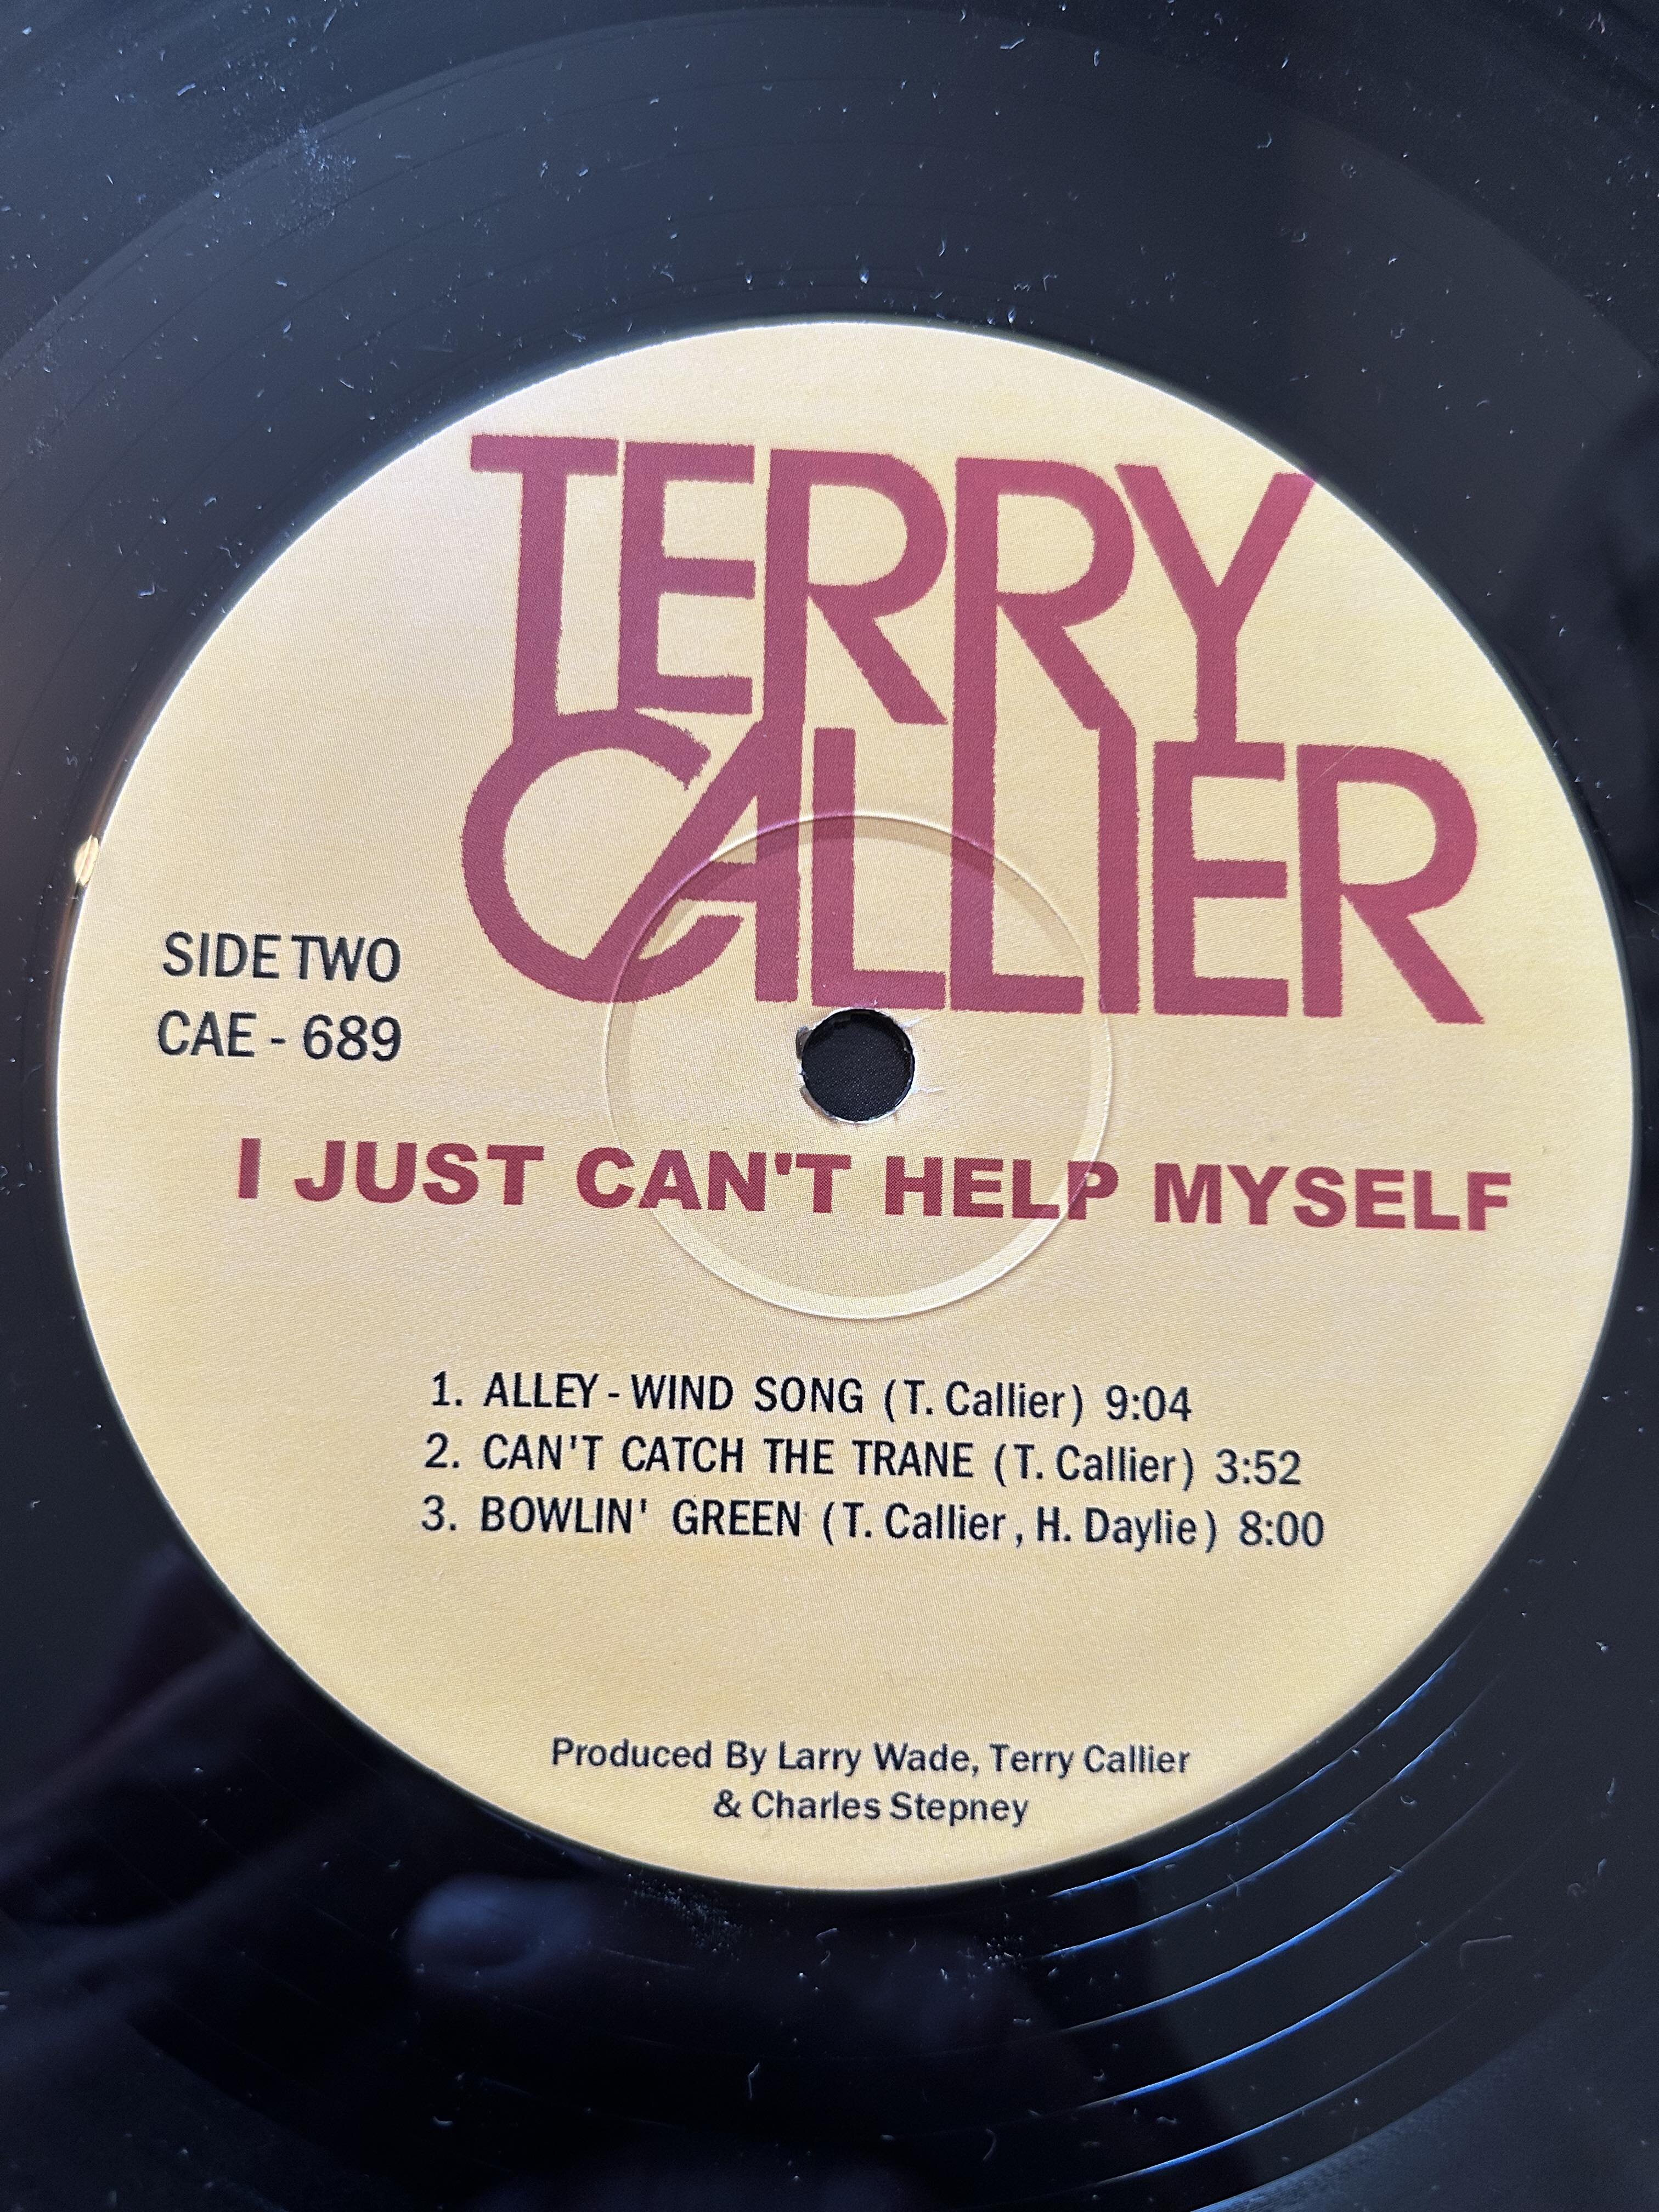 TERRY
CALLIER
SIDE TWO
CAE - 689
I JUST CAN'T HELP MYSELF
1. ALLEY - WIND SONG (T. Callier) 9:04
2. CAN'T CATCH THE TRANE (T. Callier) 3:52
3. BOWLIN' GREEN (T. Callier, H. Daylie) 8:00
Produced By Larry Wade, Terry Callier
& Charles Stepney